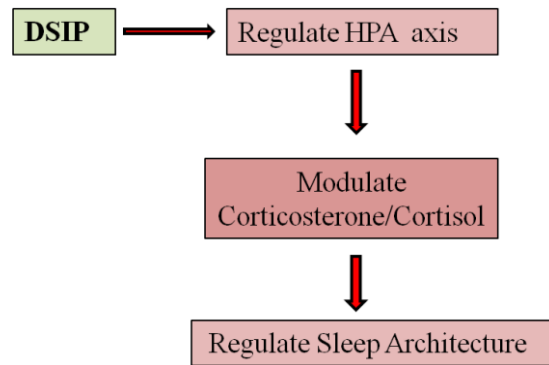 DSIP
Regulate HPA axis
Modulate
Corticosterone/Cortisol
Regulate Sleep Architecture